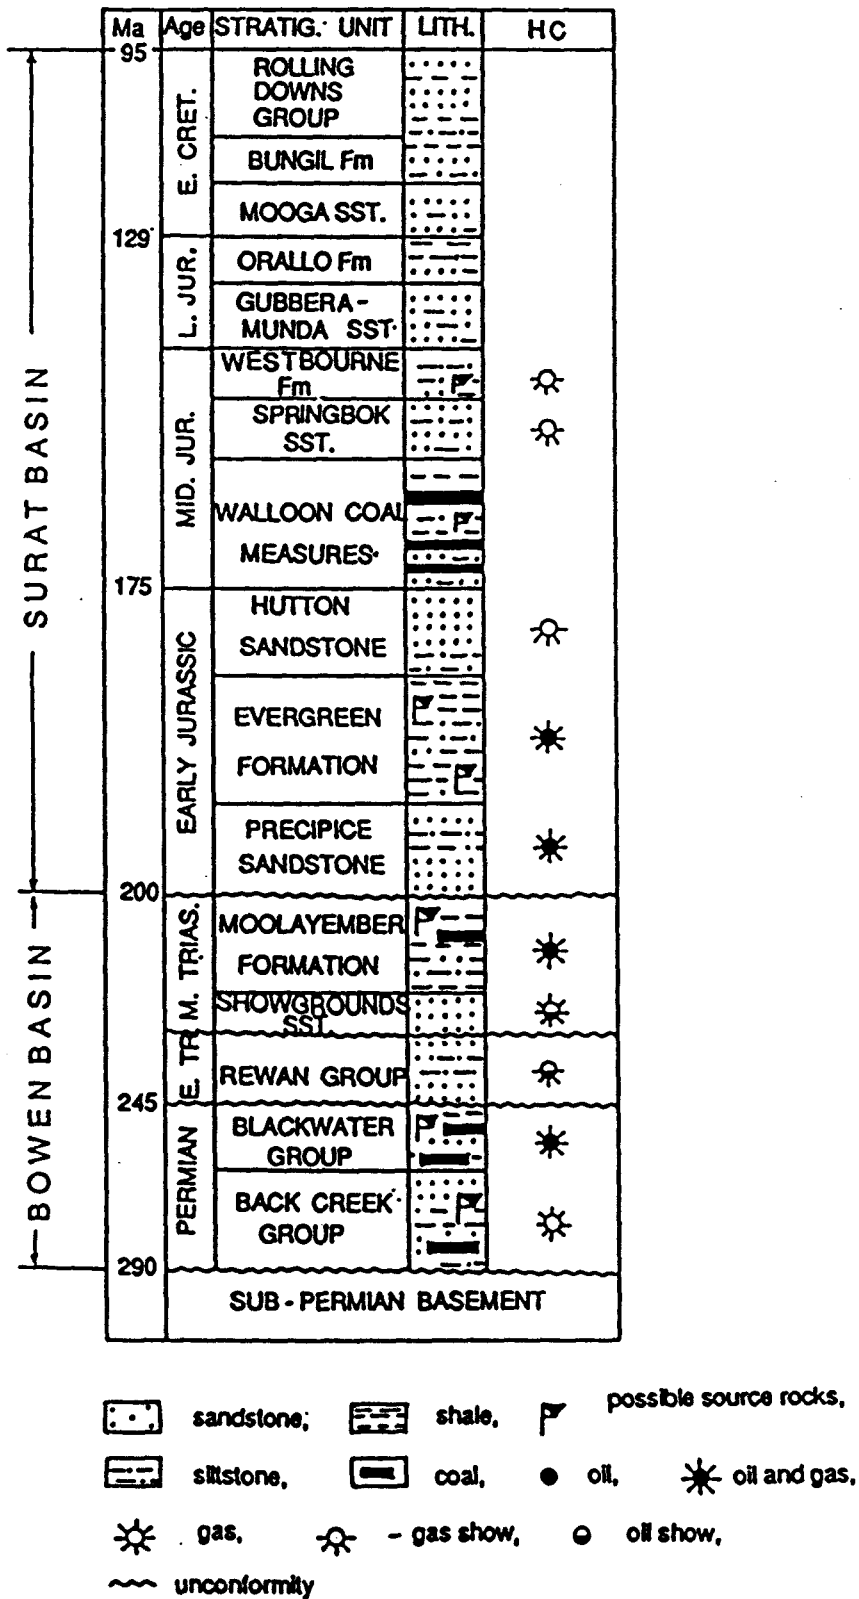 Ma Age STRATIG. UNIT LITH. HC
95
ROLLING
DOWNS
GROUP
E. CRET.
BUNGIL Fm
MOOGA SST.
129
L. JUR.
ORALLO Fm
GUBBERA-
MUNDA SST.
MID. JUR.
WESTBOURNE
Fm
SPRINGBOK
SST.
SURAT BASIN
WALLOON COAL
MEASURES
175
EARLY JURASSIC
HUTTON
SANDSTONE
EVERGREEN
FORMATION
PRECIPICE
SANDSTONE
200
BOWEN BASIN
M. TRIAS.
MOOLAYEMBER
FORMATION
SHOWGROUNDS
SST.
E. TR
REWAN GROUP
245
PERMIAN
BLACKWATER
GROUP
BACK CREEK
GROUP
290
SUB - PERMIAN BASEMENT
sandstone; shale, possible source rocks,
siltstone, coal, oil, oil and gas,
gas, - gas show, oil show,
unconformity